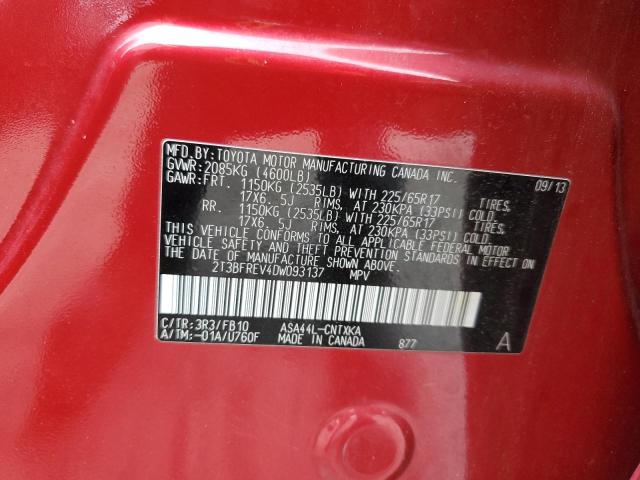 MFD.BY:TOYOTA MOTOR MANUFACTURING CANADA INC. 09/13
GVWR:2085KG (4600LB)
GAWR:FRT. 1150KG (2535LB) WITH 225/65R17 TIRES,
17X6. 5J RIMS, AT 230KPA (33PSI) COLD.
RR. 1150KG (2535LB) WITH 225/65R17 TIRES,
17X6. 5J RIMS, AT 230KPA (33PSI) COLD.
THIS VEHICLE CONFORMS TO ALL APPLICABLE FEDERAL MOTOR
VEHICLE SAFETY AND THEFT PREVENTION STANDARDS IN EFFECT ON
THE DATE OF MANUFACTURE SHOWN ABOVE.
2T3BFREV4DW093137 MPV
C/TR:3R3/FB10 ASA44L-CNTXKA
A/TM:-01A/U760F MADE IN CANADA 877 A